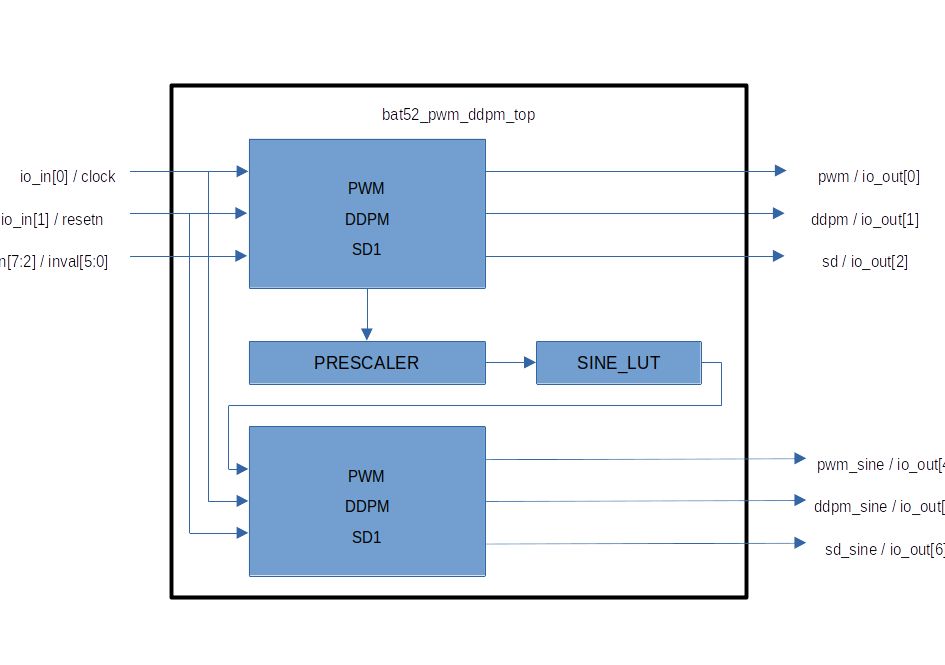 bat52_pwm_ddpm_top
io_in[0] / clock
io_in[1] / resetn
n[7:2] / inval[5:0]
PWM
DDPM
SD1
pwm / io_out[0]
ddpm / io_out[1]
sd / io_out[2]
PRESCALER
SINE_LUT
PWM
DDPM
SD1
pwm_sine / io_out[4
ddpm_sine / io_out[
sd_sine / io_out[6]